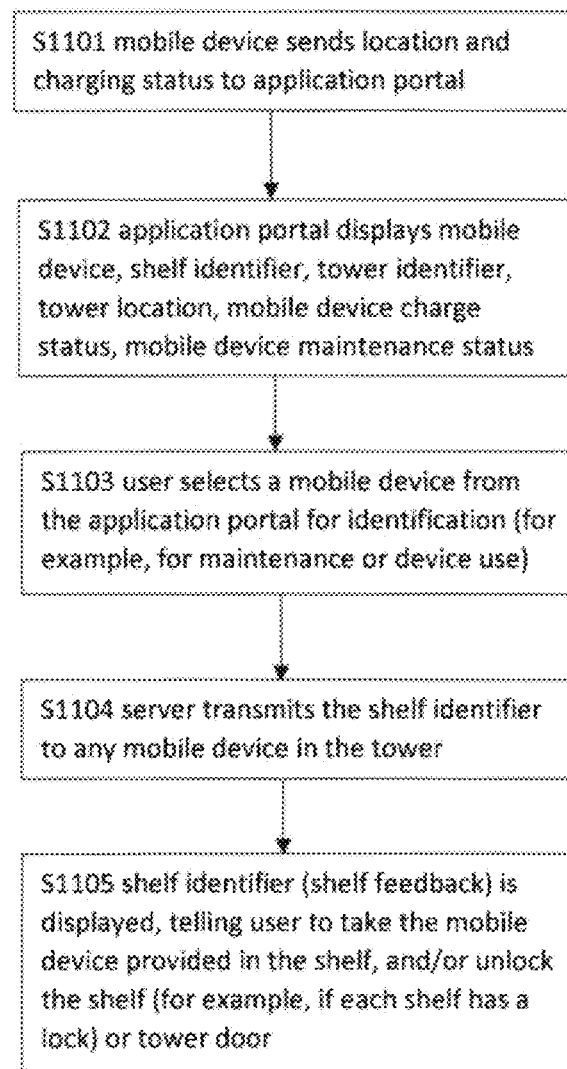 S1101 mobile device sends location and
charging status to application portal
S1102 application portal displays mobile
device, shelf identifier, tower identifier,
tower location, mobile device charge
status, mobile device maintenance status
S1103 user selects a mobile device from
the application portal for identification (for
example, for maintenance or device use)
S1104 server transmits the shelf identifier
to any mobile device in the tower
S1105 shelf identifier (shelf feedback) is
displayed, telling user to take the mobile
device provided in the shelf, and/or unlock
the shelf (for example, if each shelf has a
lock) or tower door